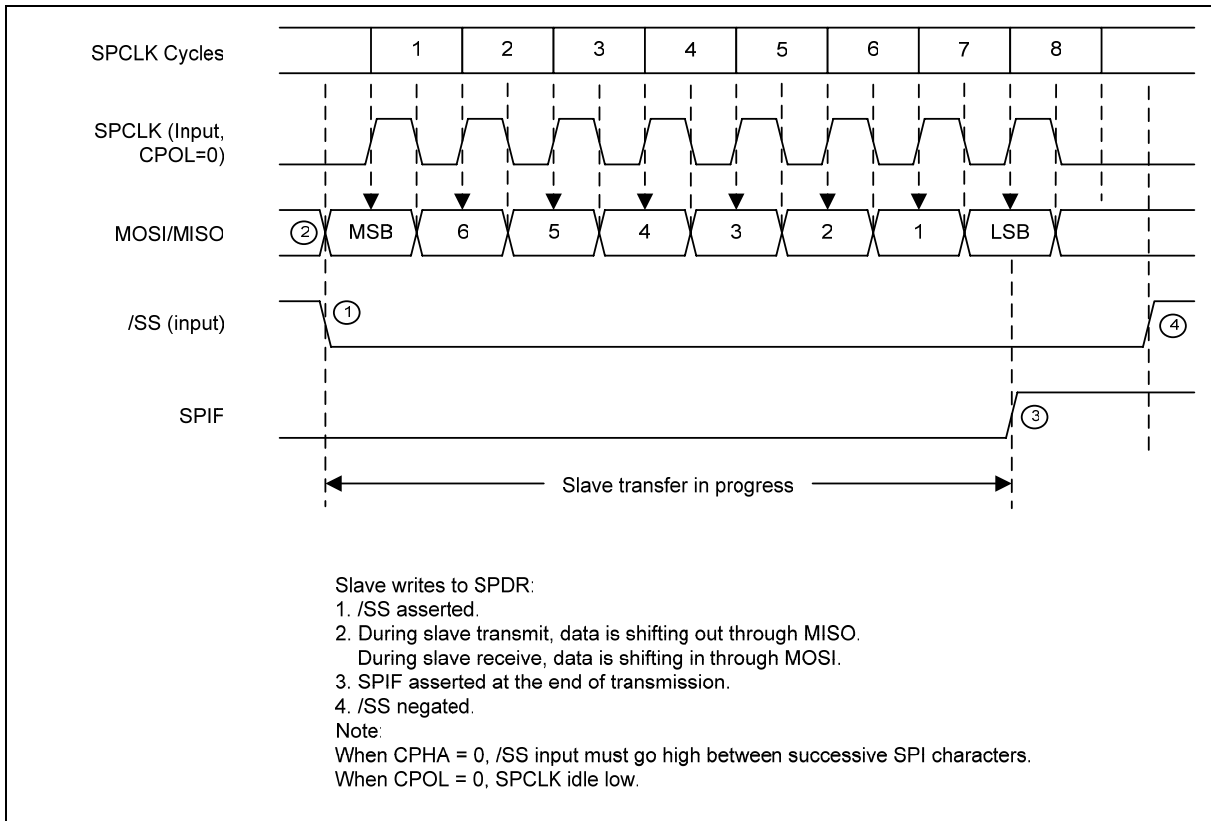 SPCLK Cycles
1 2 3 4 5 6 7 8
SPCLK (Input,
CPOL=0)
MOSI/MISO
2 MSB 6 5 4 3 2 1 LSB
/SS (input)
1
4
SPIF
3
Slave transfer in progress
Slave writes to SPDR:
1. /SS asserted.
2. During slave transmit, data is shifting out through MISO.
During slave receive, data is shifting in through MOSI.
3. SPIF asserted at the end of transmission.
4. /SS negated.
Note:
When CPHA = 0, /SS input must go high between successive SPI characters.
When CPOL = 0, SPCLK idle low.